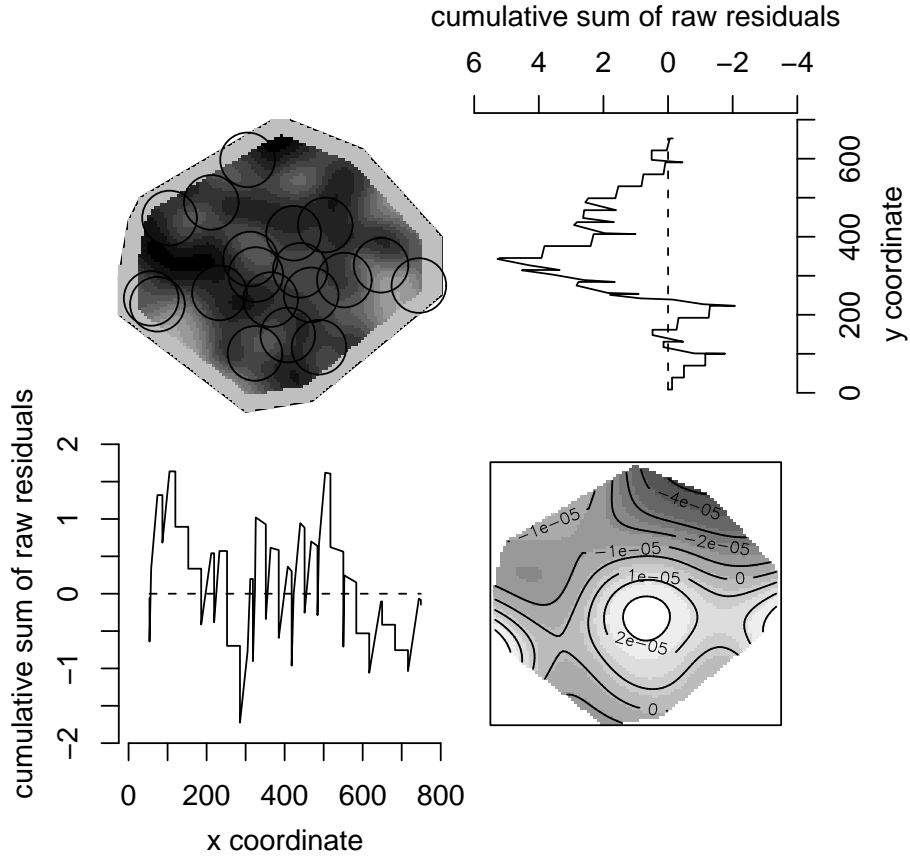 cumulative sum of raw residuals
6 4 2 0 −2 −4
0 200 400 600
y coordinate
cumulative sum of raw residuals
−2 −1 0 1 2
0 200 400 600 800
x coordinate
−4e−05
−1e−05
−2e−05
−1e−05
0
1e−05
2e−05
0